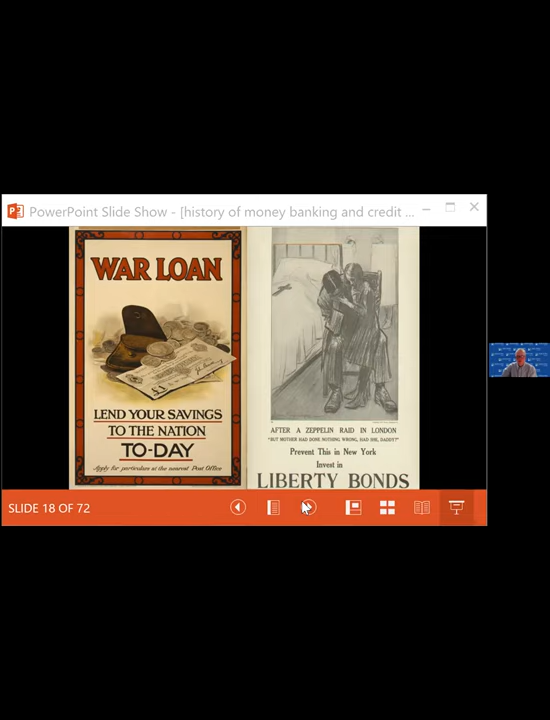 PowerPoint Slide Show - [history of money banking and credit ...
WAR LOAN
£1
LEND YOUR SAVINGS
TO THE NATION
TO-DAY
Apply for particulars at the nearest Post Office
AFTER A ZEPPELIN RAID IN LONDON
"BUT MOTHER HAD DONE NOTHING WRONG, HAD SHE, DADDY?"
Prevent This in New York
Invest in
LIBERTY BONDS
SLIDE 18 OF 72